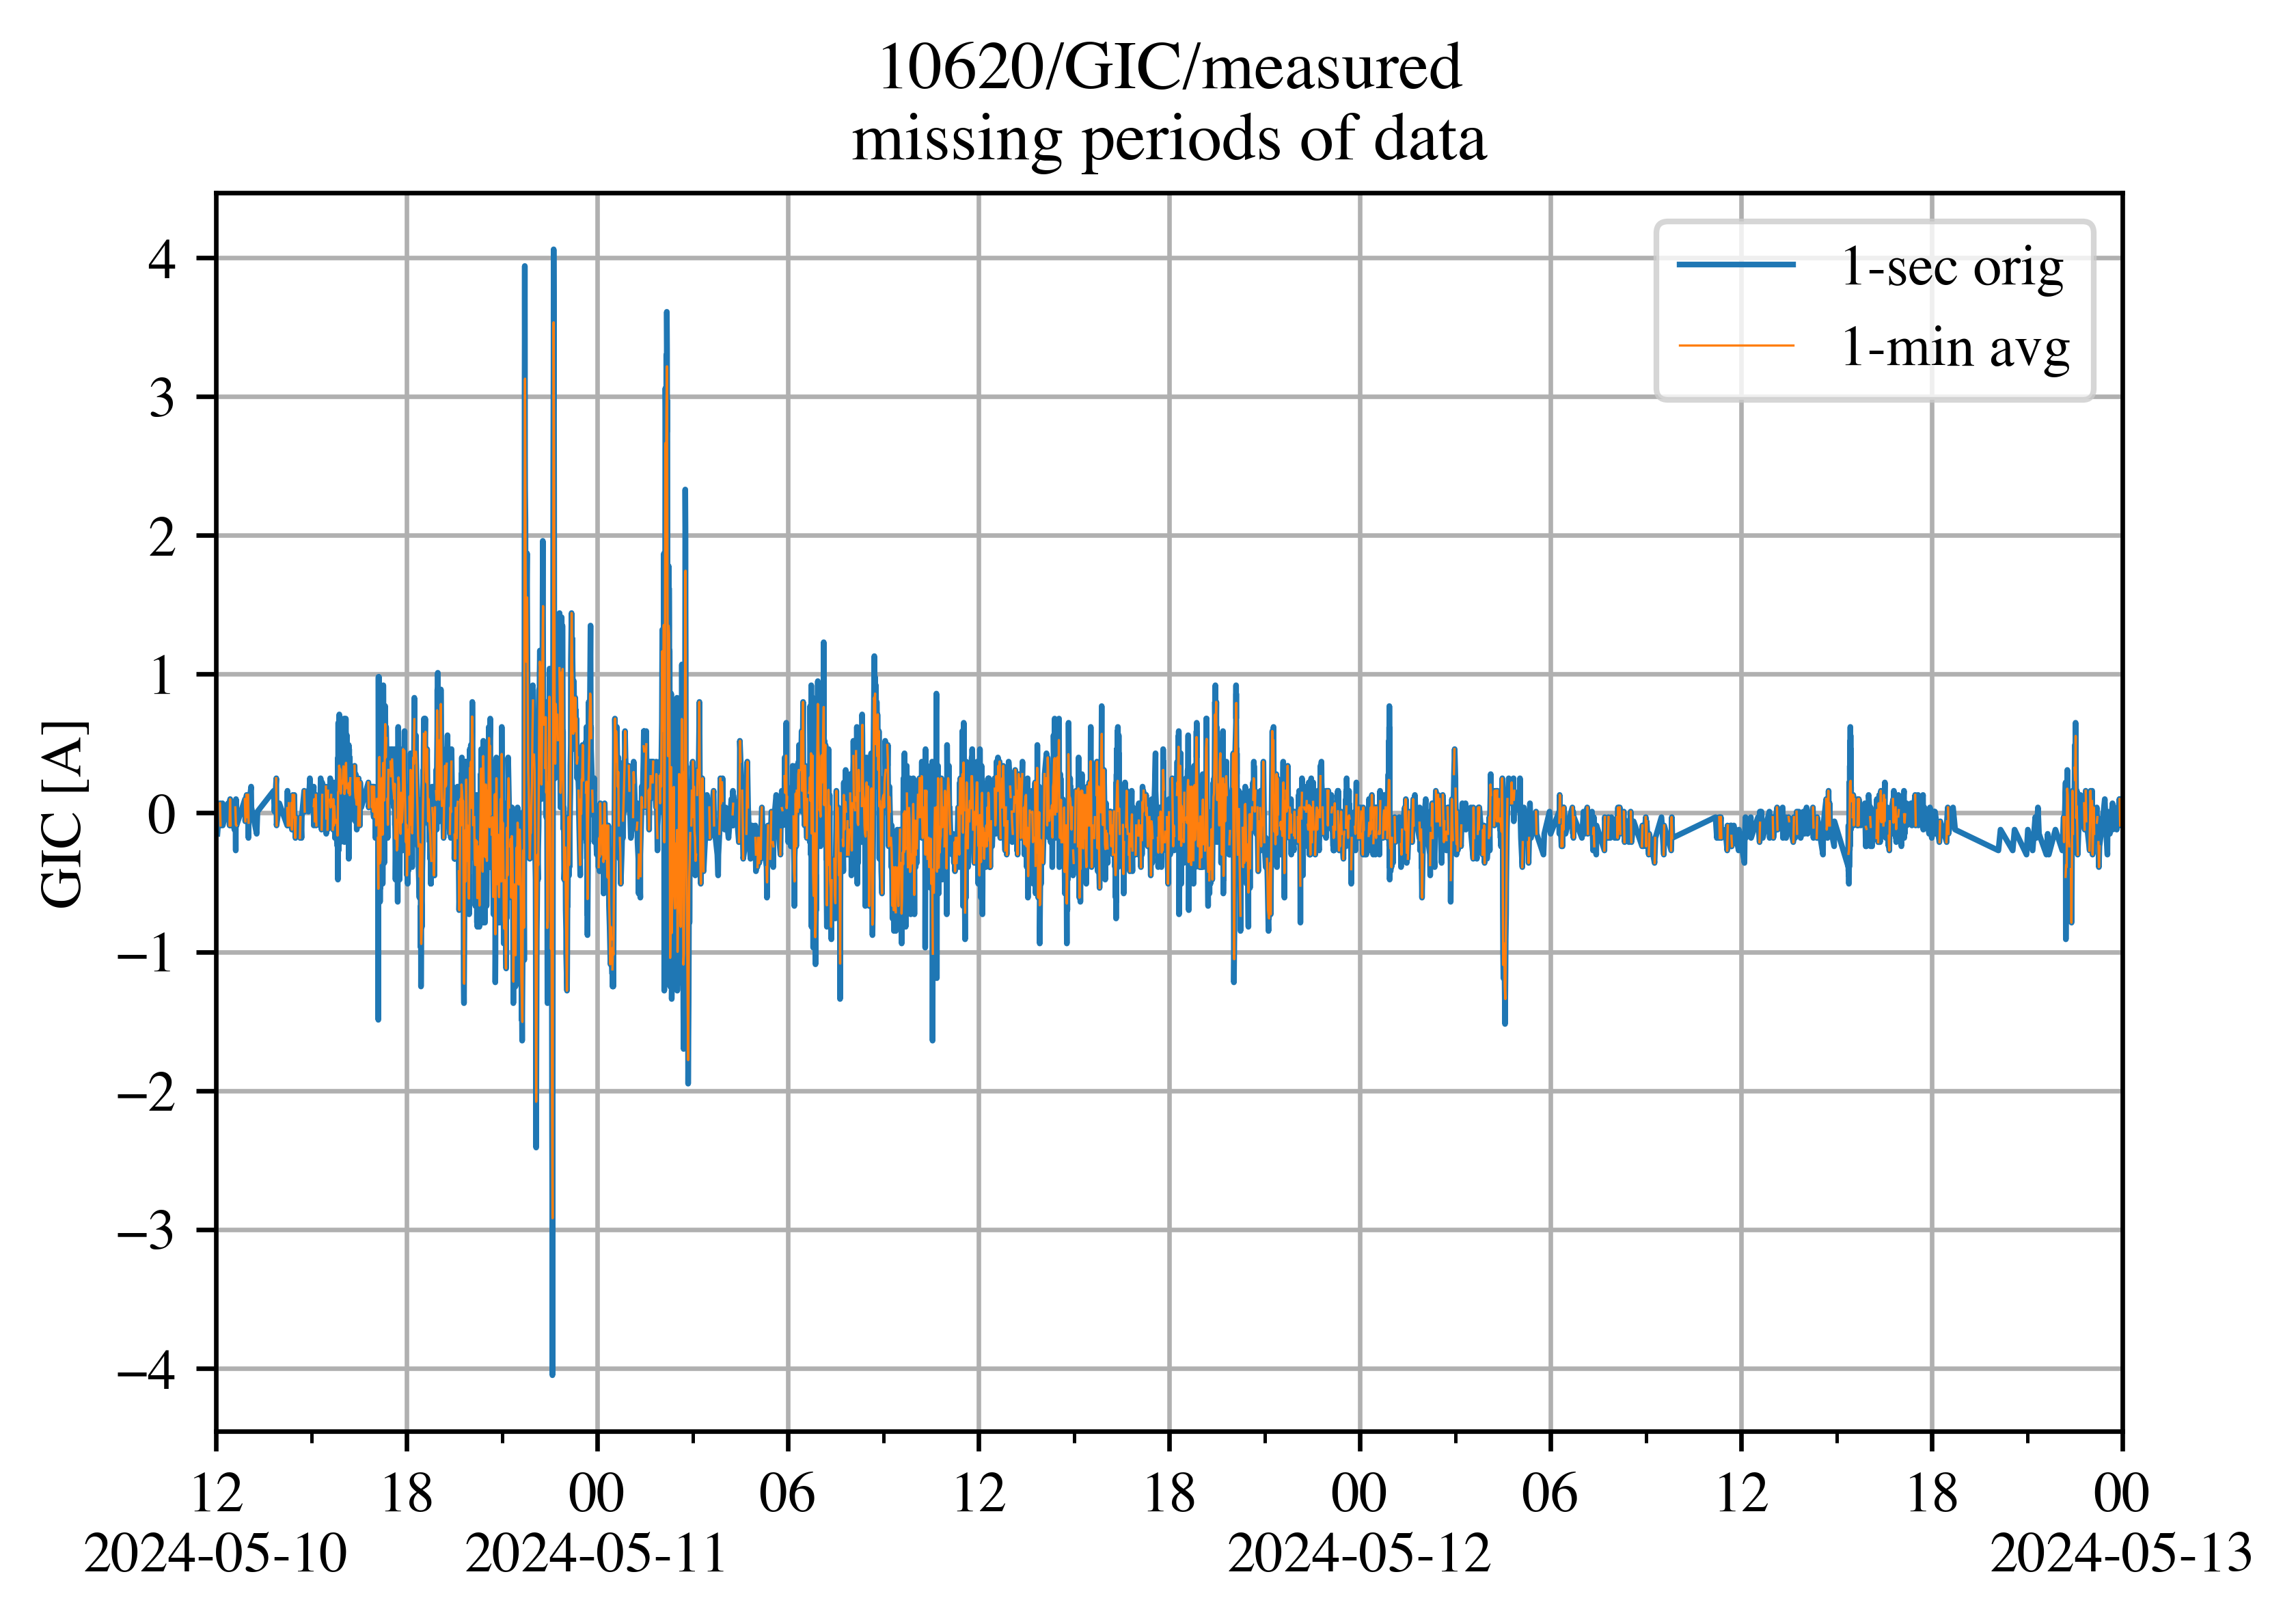 10620/GIC/measured
missing periods of data
1-sec orig
1-min avg
GIC [A]
4
3
2
1
0
−1
−2
−3
−4
12 18 00 06 12 18 00 06 12 18 00
2024-05-10 2024-05-11 2024-05-12 2024-05-13